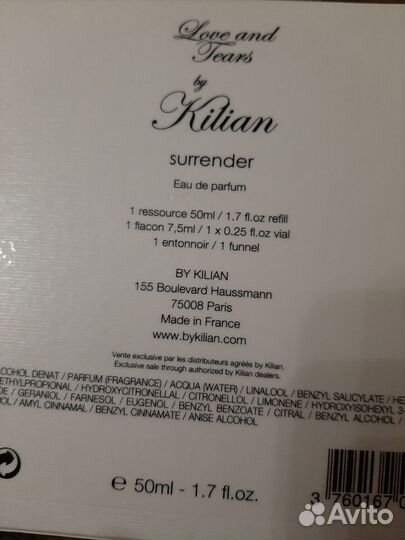 Love and
Tears
by
Kilian
surrender
Eau de parfum
1 ressource 50ml / 1.7 fl.oz refill
1 flacon 7,5ml / 1 x 0.25 fl.oz vial
1 entonnoir / 1 funnel
BY KILIAN
155 Boulevard Haussmann
75008 Paris
Made in France
www.bykilian.com
Vente exclusive par les distributeurs agréés by Kilian.
Exclusive sale through authorized by Kilian dealers.
COHOL DENAT / PARFUM (FRAGRANCE) / ACQUA (WATER) / LINALOOL / BENZYL SALICYLATE / HE
ETHYLPROPIONAL / HYDROXYCITRONELLAL / CITRONELLOL / LIMONENE / HYDROXYISOHEXYL 3-
DE / GERANIOL / FARNESOL / EUGENOL / BENZYL BENZOATE / CITRAL / BENZYL ALCOHOL /
OL / AMYL CINNAMAL / BENZYL CINNAMATE / ANISE ALCOHOL
e 50ml - 1.7 fl.oz.
3 760167 0
Avito